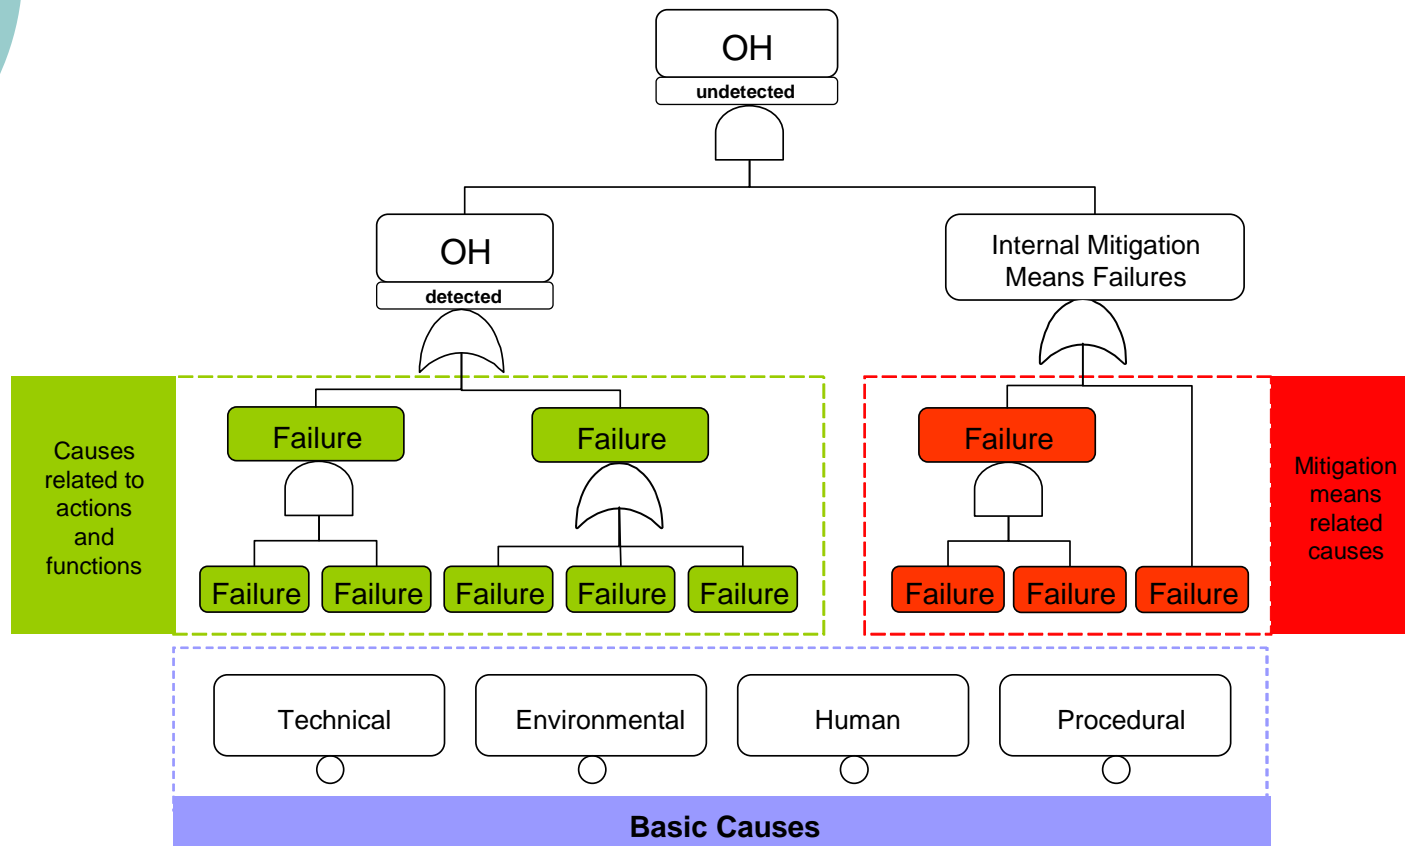 OH
undetected
OH
detected
Internal Mitigation
Means Failures
Causes
related to
actions
and
functions
Failure
Failure
Failure
Failure
Failure
Failure
Failure
Failure
Failure
Failure
Failure
Mitigation
means
related
causes
Technical
Environmental
Human
Procedural
Basic Causes